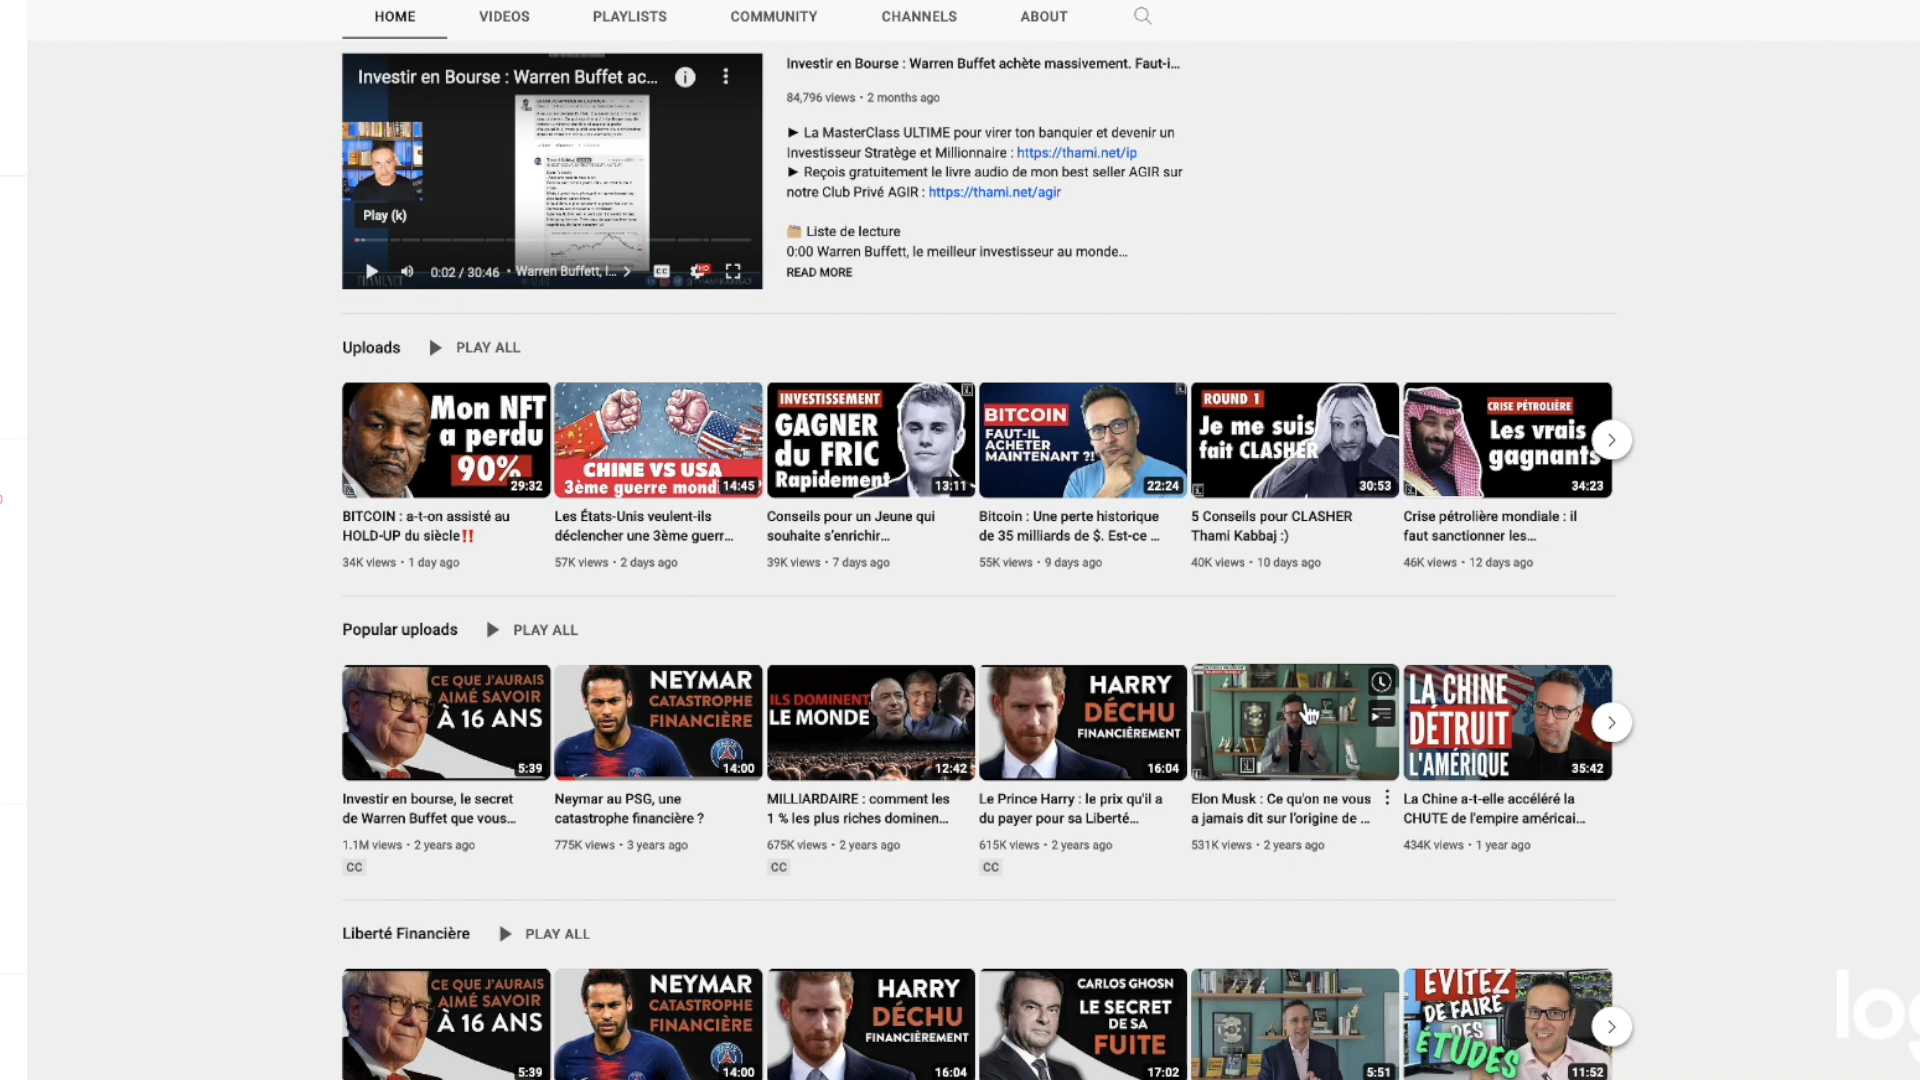 HOME
VIDEOS
PLAYLISTS
COMMUNITY
CHANNELS
ABOUT
Investir en Bourse : Warren Buffet ac...
Play (k)
0:02 / 30:46 • Warren Buffett, l...
Investir en Bourse : Warren Buffet achète massivement. Faut-i...
84,796 views • 2 months ago
► La MasterClass ULTIME pour virer ton banquier et devenir un
Investisseur Stratège et Millionnaire : https://thami.net/ip
► Reçois gratuitement le livre audio de mon best seller AGIR sur
notre Club Privé AGIR : https://thami.net/agir
Liste de lecture
0:00 Warren Buffett, le meilleur investisseur au monde...
READ MORE
Uploads
PLAY ALL
Mon NFT
a perdu
90%
29:32
CHINE VS USA
3ème guerre mondi
14:45
INVESTISSEMENT
GAGNER
du FRIC
Rapidement
13:11
BITCOIN
FAUT-IL
ACHETER
MAINTENANT ?!
22:24
ROUND 1
Je me suis
fait CLASHER
30:53
CRISE PÉTROLIÈRE
Les vrais
gagnants
34:23
BITCOIN : a-t-on assisté au
HOLD-UP du siècle‼️
34K views • 1 day ago
Les États-Unis veulent-ils
déclencher une 3ème guerr...
57K views • 2 days ago
Conseils pour un Jeune qui
souhaite s'enrichir...
39K views • 7 days ago
Bitcoin : Une perte historique
de 35 milliards de $. Est-ce ...
55K views • 9 days ago
5 Conseils pour CLASHER
Thami Kabbaj :)
40K views • 10 days ago
Crise pétrolière mondiale : il
faut sanctionner les...
46K views • 12 days ago
Popular uploads
PLAY ALL
CE QUE J'AURAIS
AIMÉ SAVOIR
À 16 ANS
5:39
NEYMAR
CATASTROPHE
FINANCIÈRE
14:00
ILS DOMINENT
LE MONDE
12:42
HARRY
DÉCHU
FINANCIÈREMENT
16:04
LA CHINE
DÉTRUIT
L'AMÉRIQUE
35:42
Investir en bourse, le secret
de Warren Buffet que vous...
1.1M views • 2 years ago
CC
Neymar au PSG, une
catastrophe financière ?
775K views • 3 years ago
MILLIARDAIRE : comment les
1 % les plus riches dominen...
675K views • 2 years ago
CC
Le Prince Harry : le prix qu'il a
du payer pour sa Liberté...
615K views • 2 years ago
CC
Elon Musk : Ce qu'on ne vous
a jamais dit sur l'origine de ...
531K views • 2 years ago
La Chine a-t-elle accéléré la
CHUTE de l'empire américai...
434K views • 1 year ago
Liberté Financière
PLAY ALL
CE QUE J'AURAIS
AIMÉ SAVOIR
À 16 ANS
5:39
NEYMAR
CATASTROPHE
FINANCIÈRE
14:00
HARRY
DÉCHU
FINANCIÈREMENT
16:04
CARLOS GHOSN
LE SECRET
DE SA
FUITE
17:02
5:51
EVITEZ
DE FAIRE
DES
ÉTUDES
11:52